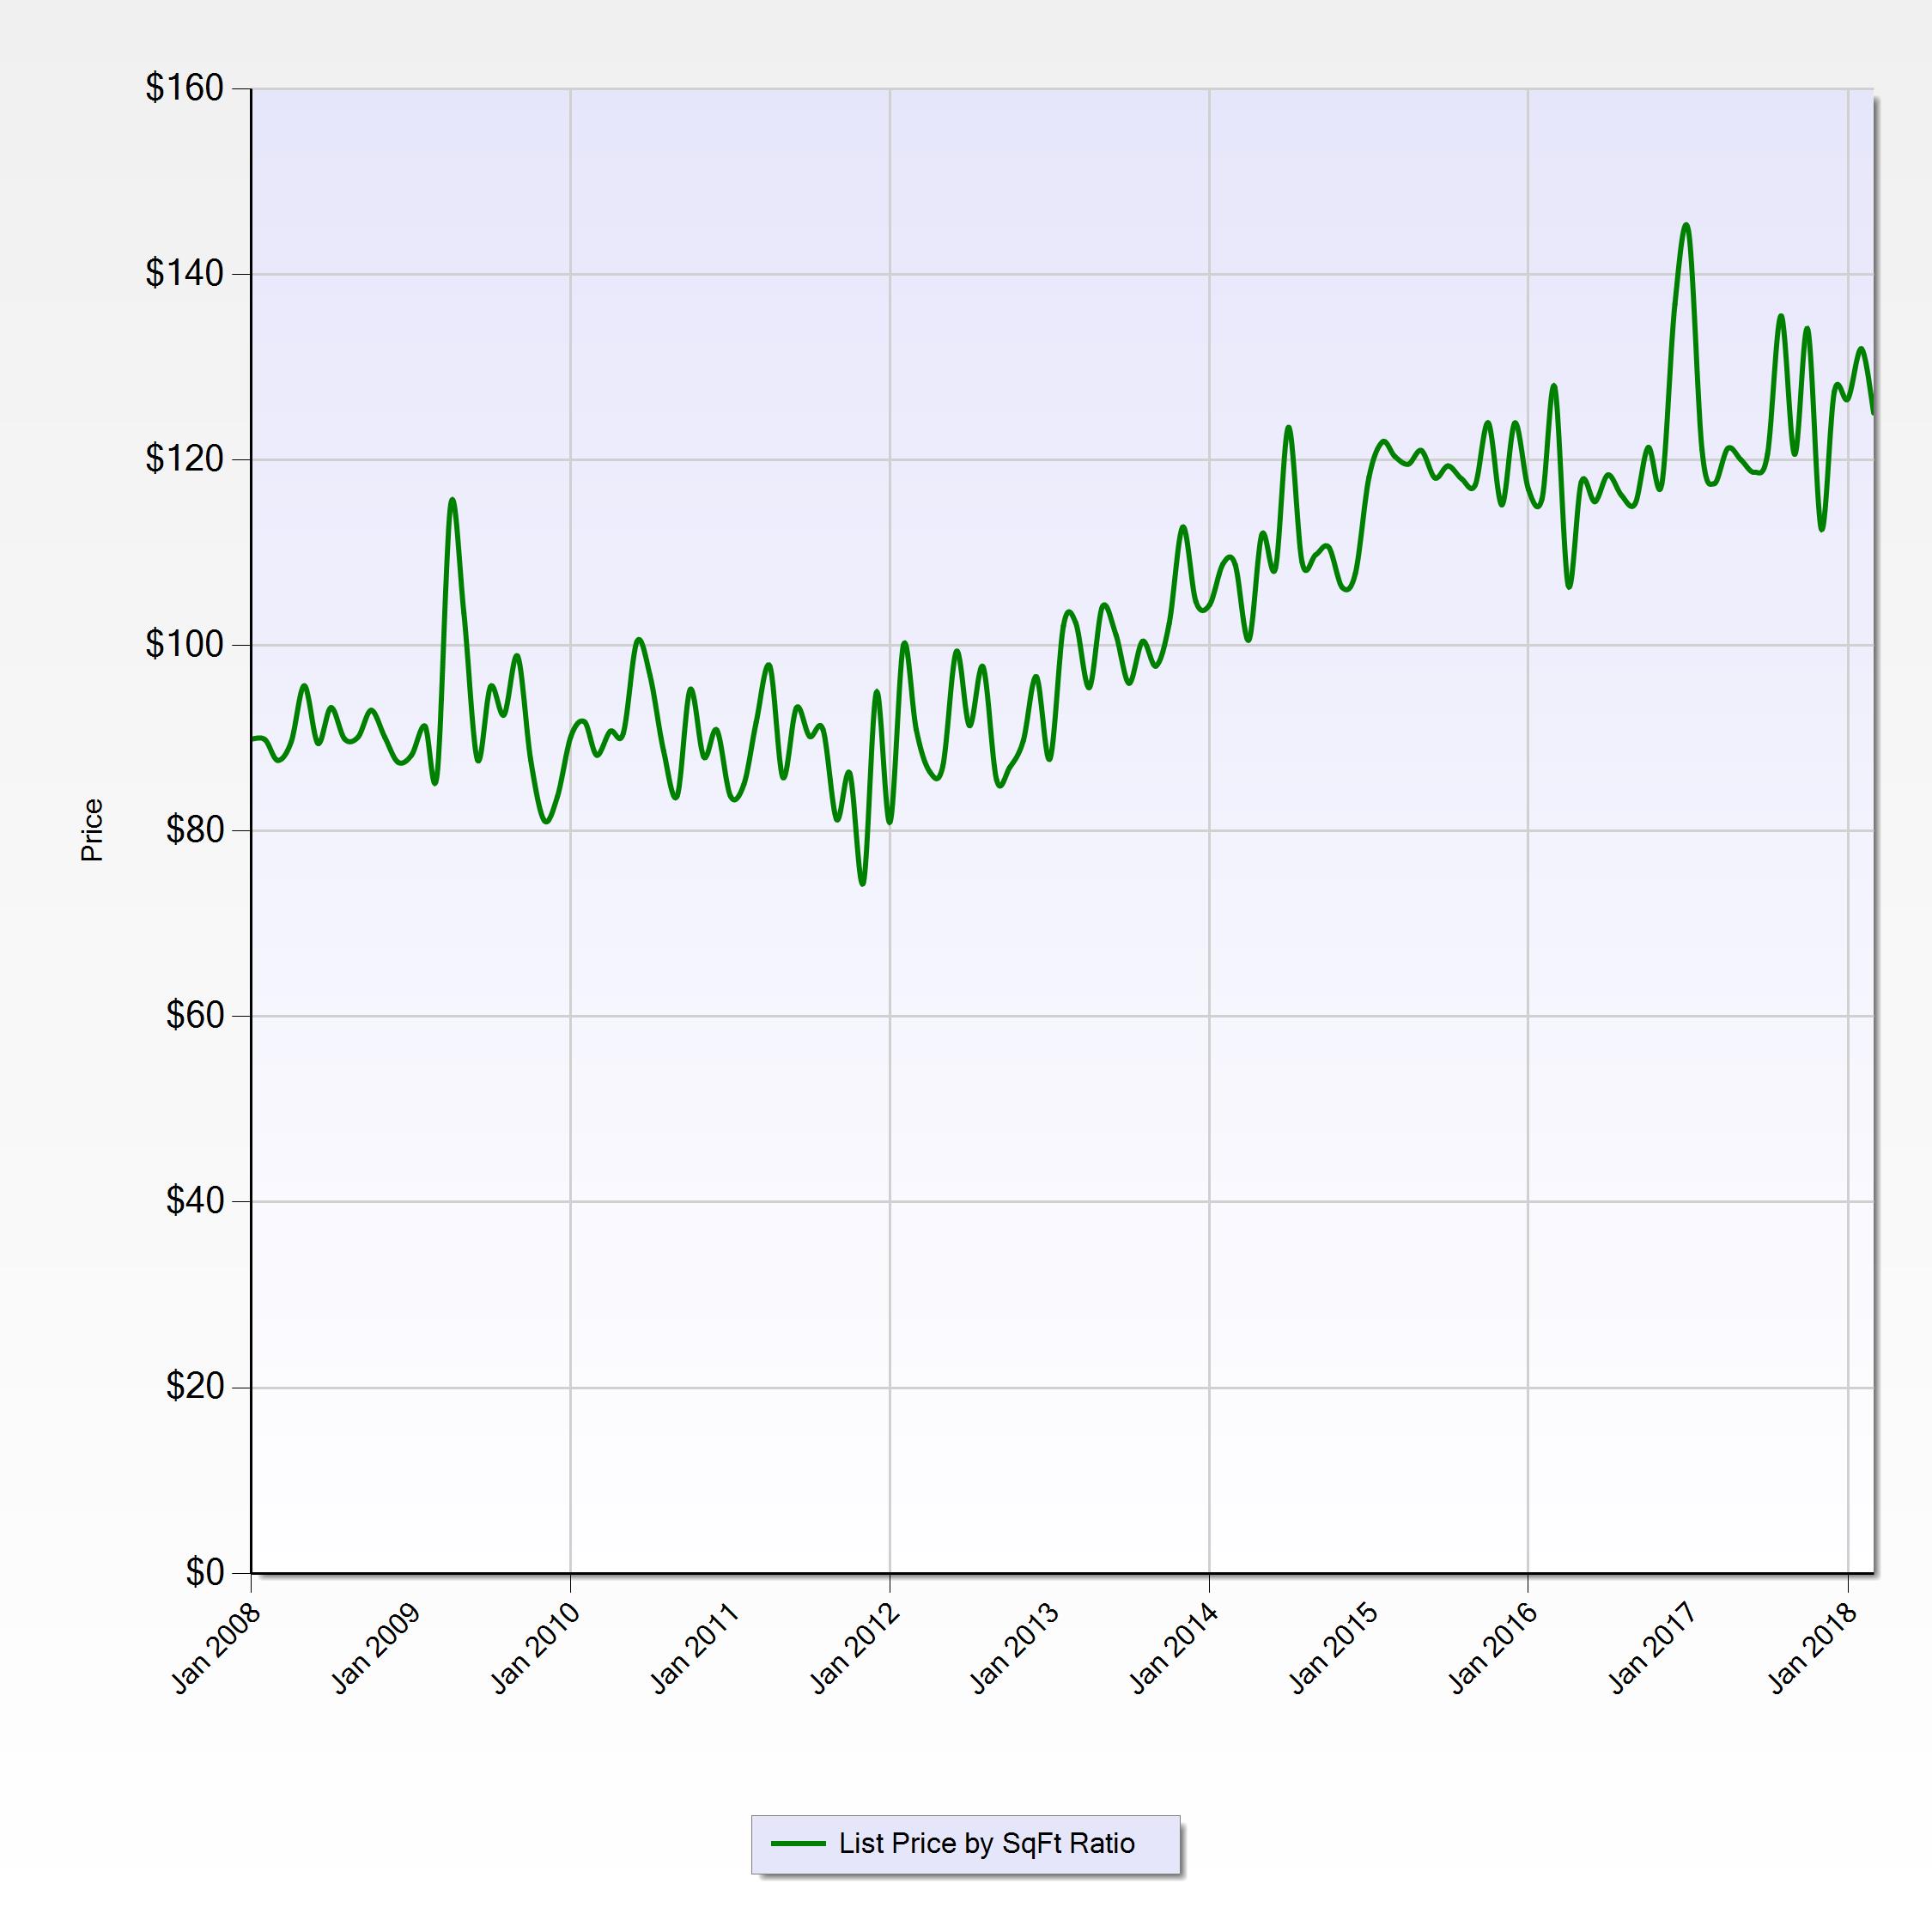 $160
$140
$120
$100
$80
$60
$40
$20
$0
Price
Jan 2008
Jan 2009
Jan 2010
Jan 2011
Jan 2012
Jan 2013
Jan 2014
Jan 2015
Jan 2016
Jan 2017
Jan 2018
List Price by SqFt Ratio